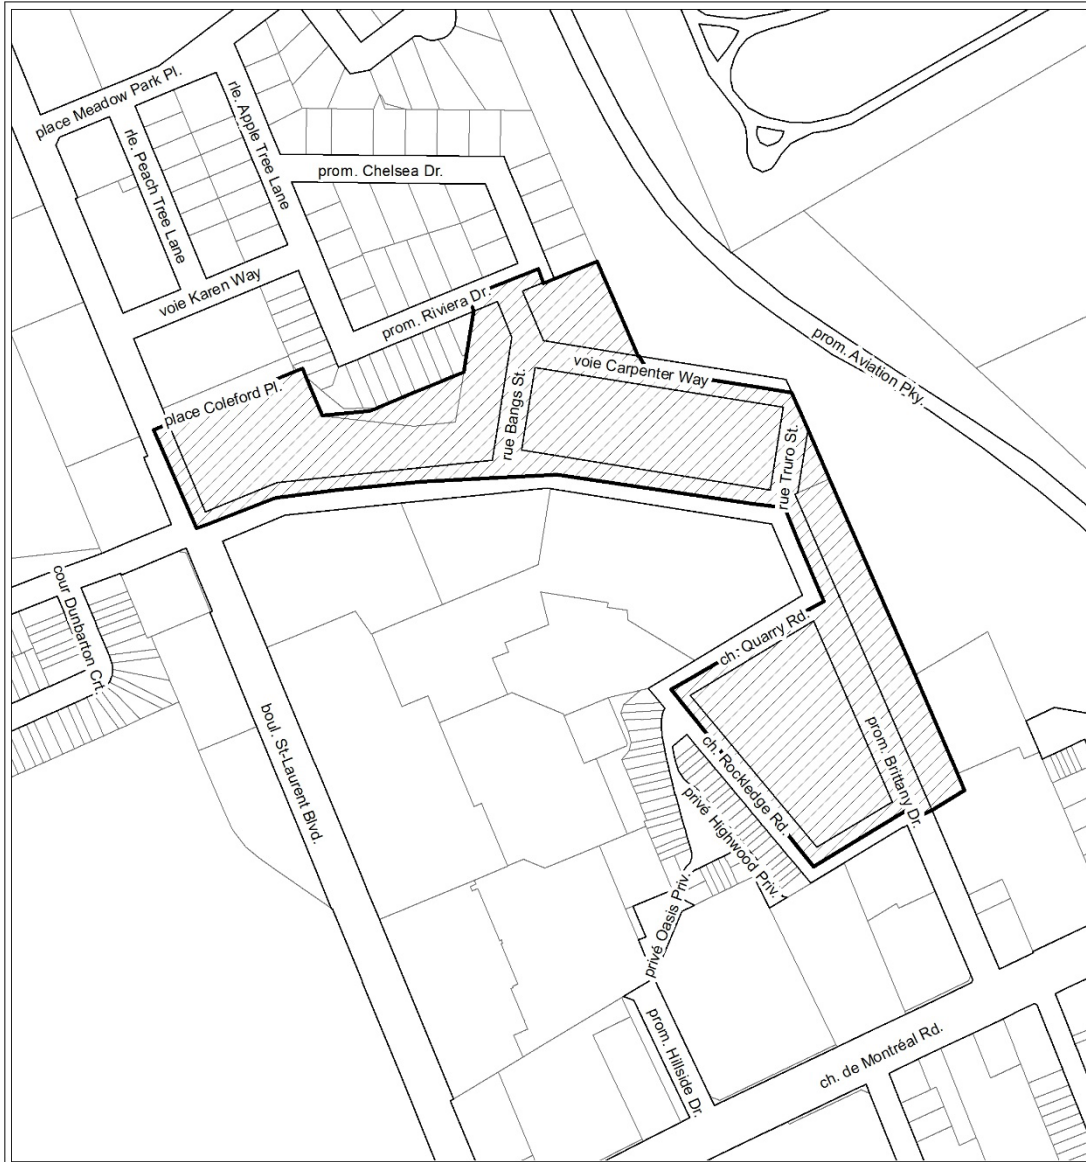 place Meadow Park Pl.
rle. Apple Tree Lane
rle. Peach Tree Lane
prom. Chelsea Dr.
voie Karen Way
prom. Riviera Dr.
prom. Aviation Pky.
voie Carpenter Way
place Coleford Pl.
rue Bangs St.
rue Truro St.
cour Dunbarton Crt.
ch. Quarry Rd.
boul. St-Laurent Blvd.
ch. Rockledge Rd.
prom. Brittany Dr.
privé Highwood Priv.
privé Oasis Priv.
prom. Hillside Dr.
ch. de Montréal Rd.